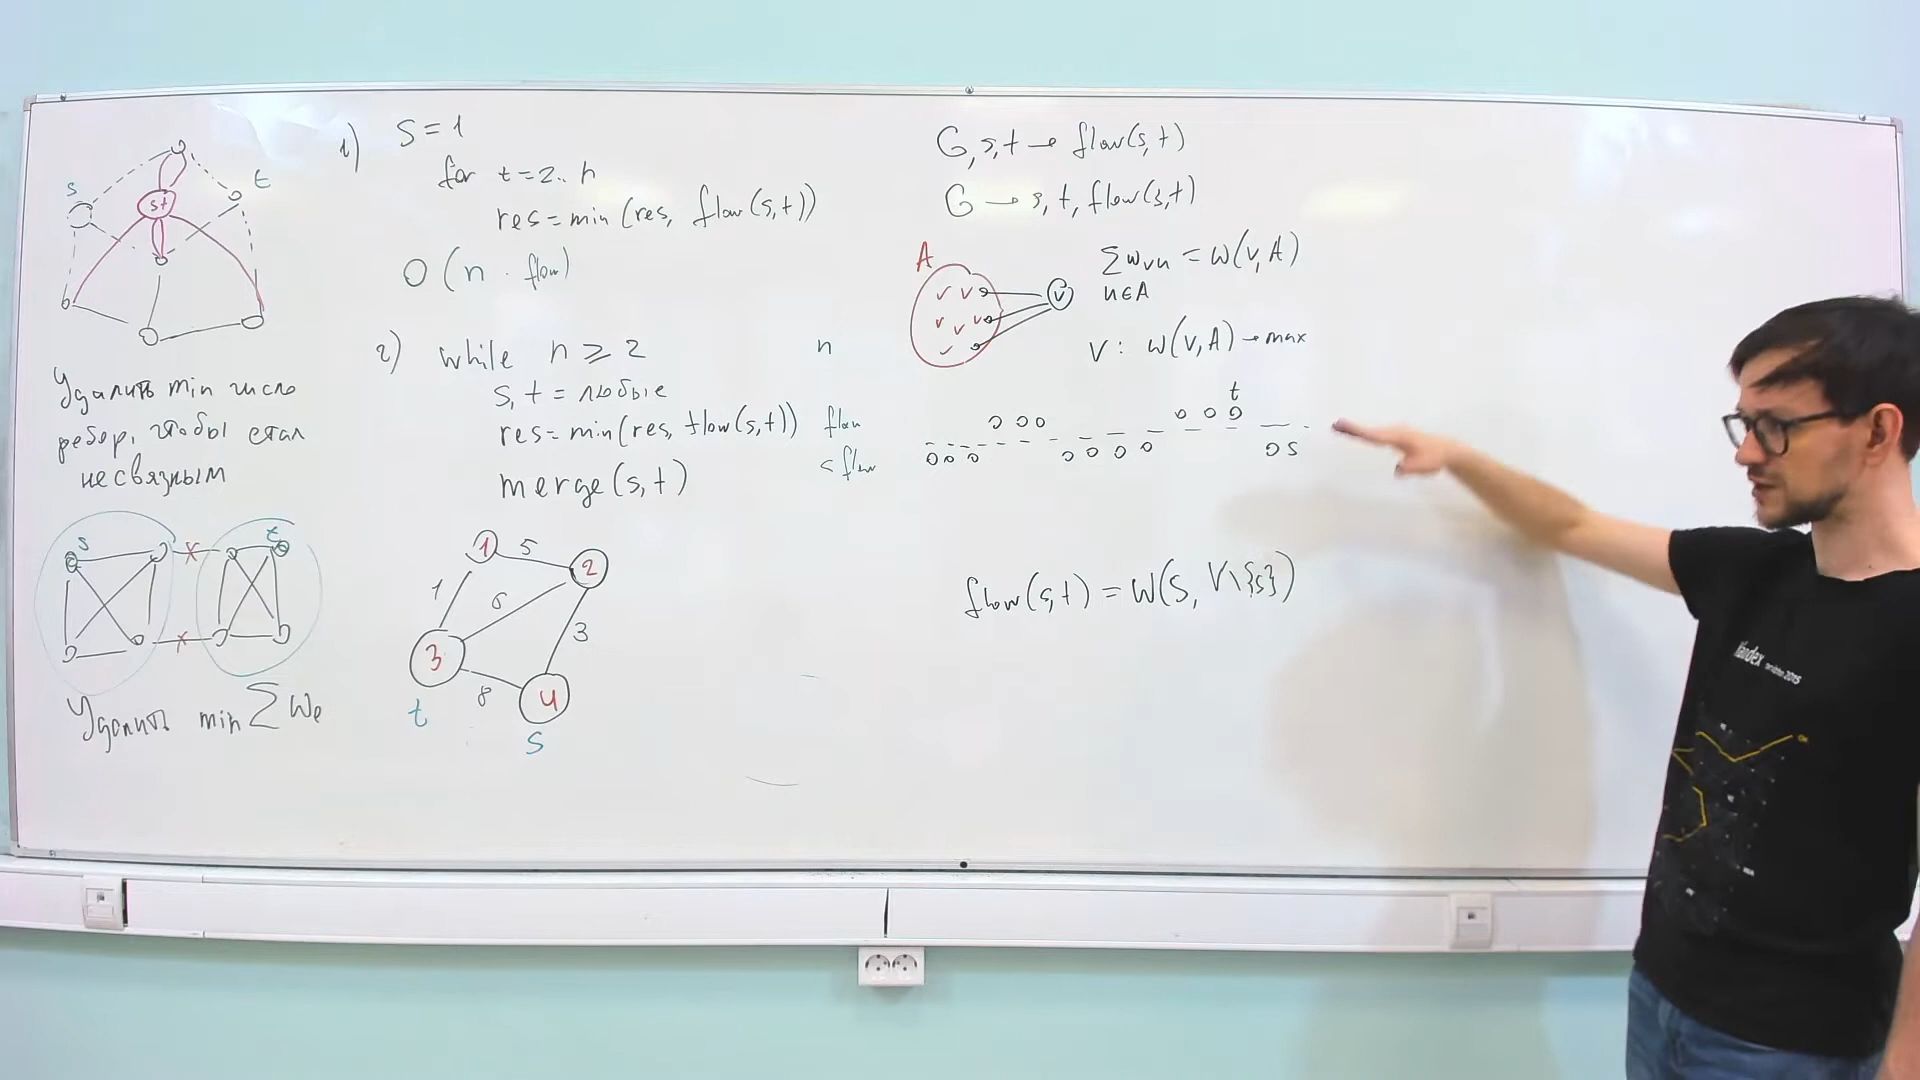 s
st
t
Удалить min число
ребер, чтобы стал
несвязным
s
t
Удалить min ∑ We
1) S = 1
for t = 2.. n
res = min (res, flow(s,t))
O(n · flow)
2) while n ≥ 2
s, t = любые
res = min(res, flow(s,t))
merge(s,t)
n
flow
< flow
1
5
2
1
6
3
3
8
4
t
S
G, s, t → flow(s,t)
G → s, t, flow(s,t)
A
v
∑ Wvu = W(v, A)
u∈A
V : W(v, A) → max
t
s
flow(s,t) = W(S, V\{s})
Yandex